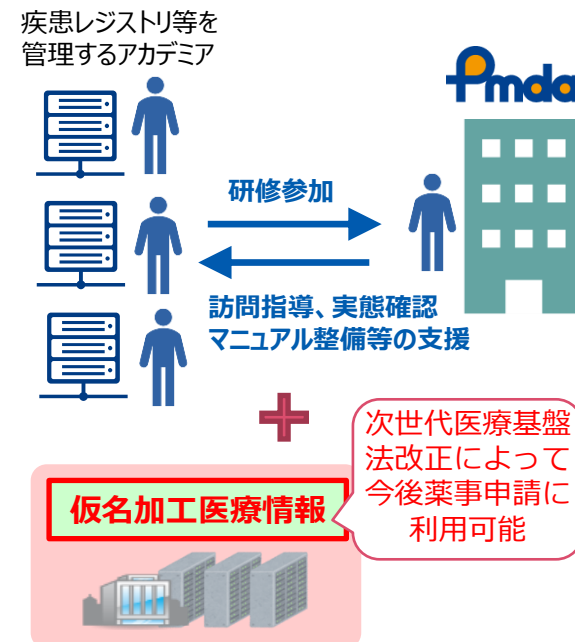 疾患レジストリ等を
管理するアカデミア
Pmda
研修参加
訪問指導、実態確認
マニュアル整備等の支援
次世代医療基盤
法改正によって
今後薬事申請に
利用可能
仮名加工医療情報